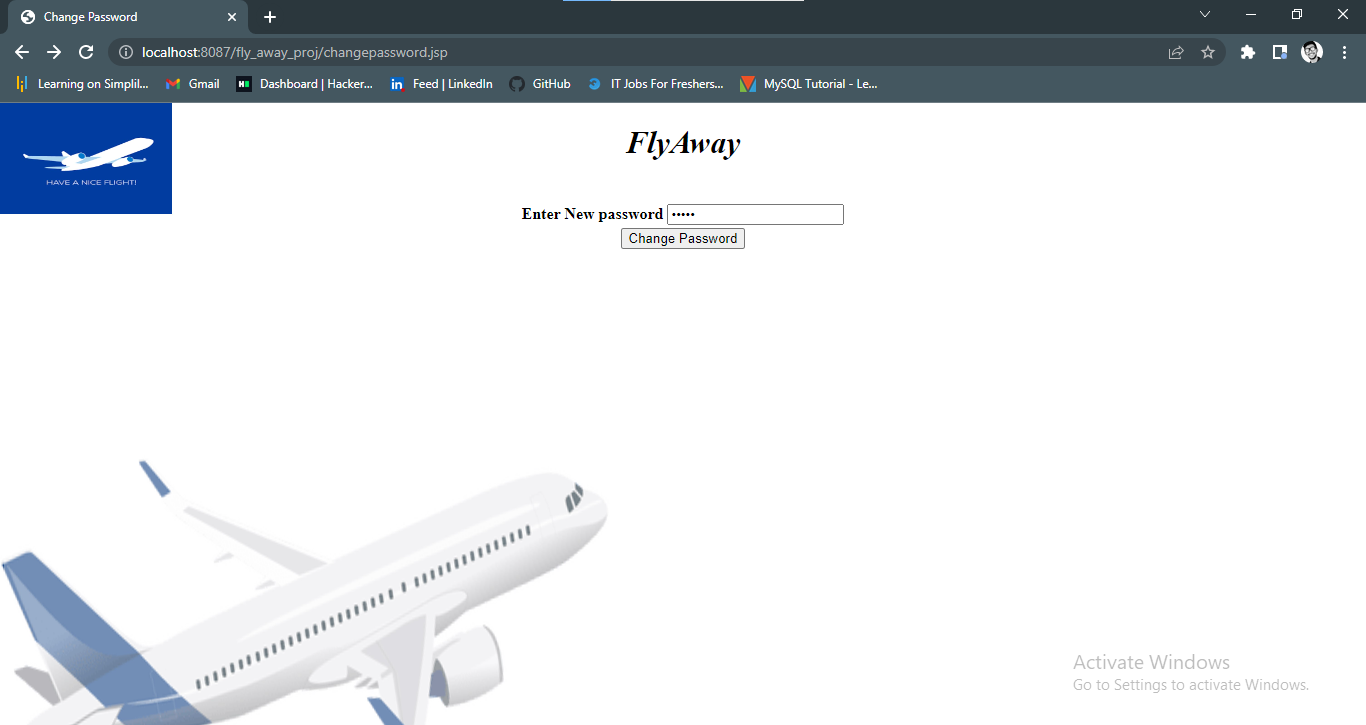 Change Password
localhost:8087/fly_away_proj/changepassword.jsp
Learning on Simplil... Gmail Dashboard | Hacker... Feed | LinkedIn GitHub IT Jobs For Freshers... MySQL Tutorial - Le...
HAVE A NICE FLIGHT!
FlyAway
Enter New password •••••
Change Password
Activate Windows
Go to Settings to activate Windows.